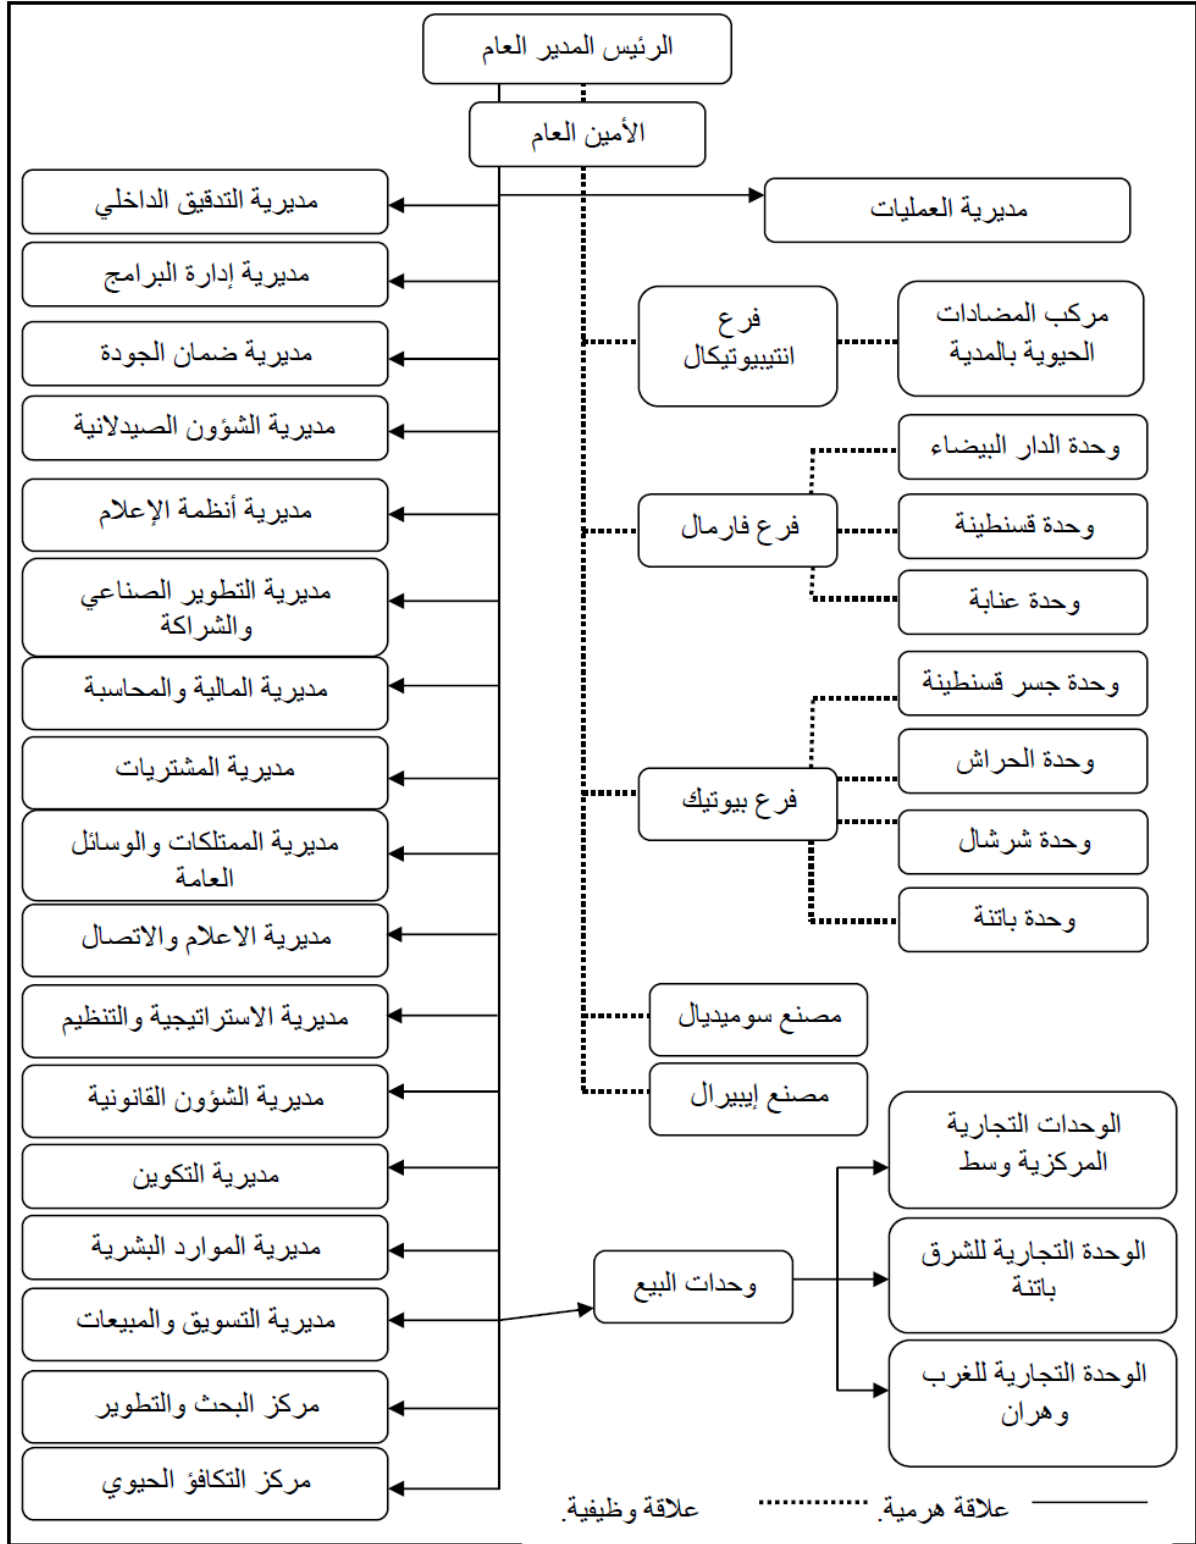 الرئيس المدير العام
الأمين العام
مديرية العمليات
مديرية التدقيق الداخلي
مديرية إدارة البرامج
مديرية ضمان الجودة
مديرية الشؤون الصيدلانية
مديرية أنظمة الإعلام
مديرية التطوير الصناعي
والشراكة
مديرية المالية والمحاسبة
مديرية المشتريات
مديرية الممتلكات والوسائل
العامة
مديرية الاعلام والاتصال
مديرية الاستراتيجية والتنظيم
مديرية الشؤون القانونية
مديرية التكوين
مديرية الموارد البشرية
مديرية التسويق والمبيعات
مركز البحث والتطوير
مركز التكافؤ الحيوي
فرع
انتيبيوتيكال
مركب المضادات
الحيوية بالمدية
فرع فارمال
وحدة الدار البيضاء
وحدة قسنطينة
وحدة عنابة
فرع بيوتيك
وحدة جسر قسنطينة
وحدة الحراش
وحدة شرشال
وحدة باتنة
مصنع سوميديال
مصنع إيبيرال
وحدات البيع
الوحدات التجارية
المركزية وسط
الوحدة التجارية للشرق
باتنة
الوحدة التجارية للغرب
وهران
علاقة هرمية. علاقة وظيفية.